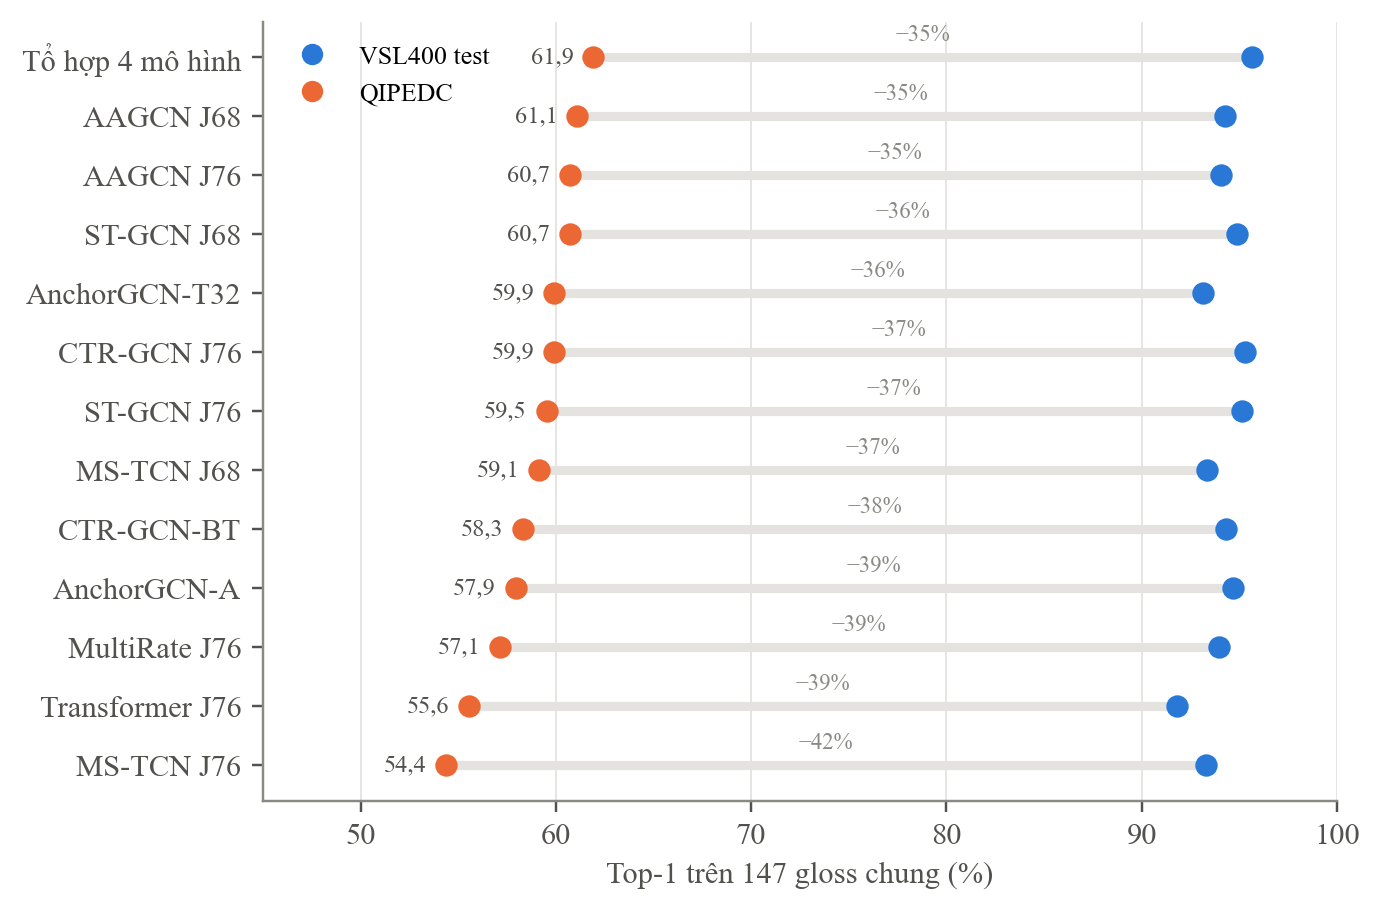 VSL400 test
QIPEDC
Tổ hợp 4 mô hình 61,9 −35%
AAGCN J68 61,1 −35%
AAGCN J76 60,7 −35%
ST-GCN J68 60,7 −36%
AnchorGCN-T32 59,9 −36%
CTR-GCN J76 59,9 −37%
ST-GCN J76 59,5 −37%
MS-TCN J68 59,1 −37%
CTR-GCN-BT 58,3 −38%
AnchorGCN-A 57,9 −39%
MultiRate J76 57,1 −39%
Transformer J76 55,6 −39%
MS-TCN J76 54,4 −42%
50 60 70 80 90 100
Top-1 trên 147 gloss chung (%)